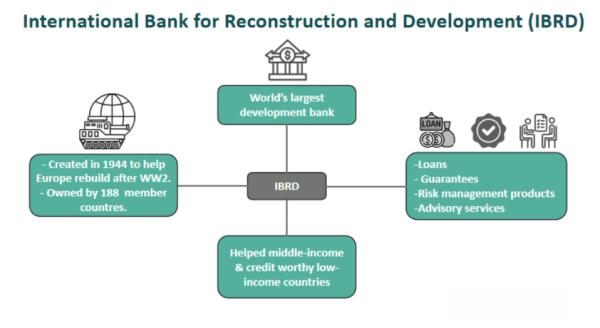 International Bank for Reconstruction and Development (IBRD)
World's largest
development bank
LOAN
- Created in 1944 to help
Europe rebuild after WW2.
- Owned by 188 member
countres.
IBRD
-Loans
- Guarantees
-Risk management products
-Advisory services
Helped middle-income
& credit worthy low-
income countries